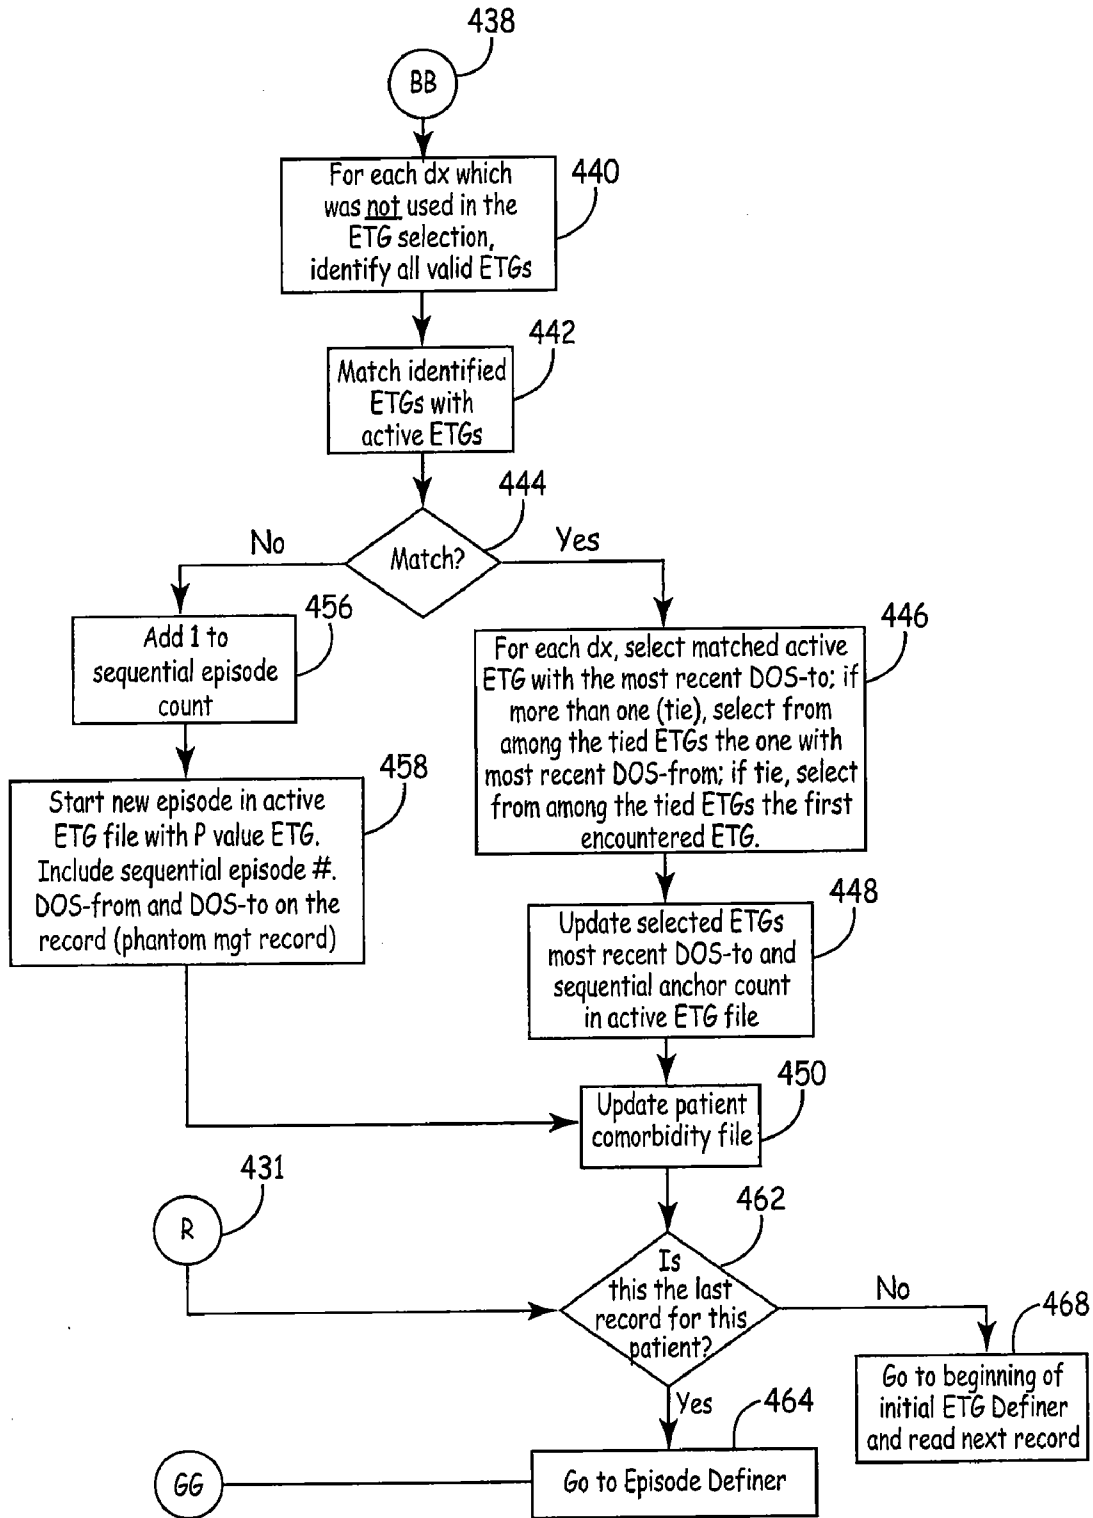 438
BB
For each dx which
was not used in the
ETG selection,
identify all valid ETGs
440
442
Match identified
ETGs with
active ETGs
444
No
Match?
Yes
456
Add 1 to
sequential episode
count
446
For each dx, select matched active
ETG with the most recent DOS-to; if
more than one (tie), select from
among the tied ETGs the one with
most recent DOS-from; if tie, select
from among the tied ETGs the first
encountered ETG.
458
Start new episode in active
ETG file with P value ETG.
Include sequential episode #.
DOS-from and DOS-to on the
record (phantom mgt record)
448
Update selected ETGs
most recent DOS-to and
sequential anchor count
in active ETG file
450
Update patient
comorbidity file
431
R
462
Is
this the last
record for this
patient?
No
468
Go to beginning of
initial ETG Definer
and read next record
Yes
464
Go to Episode Definer
GG